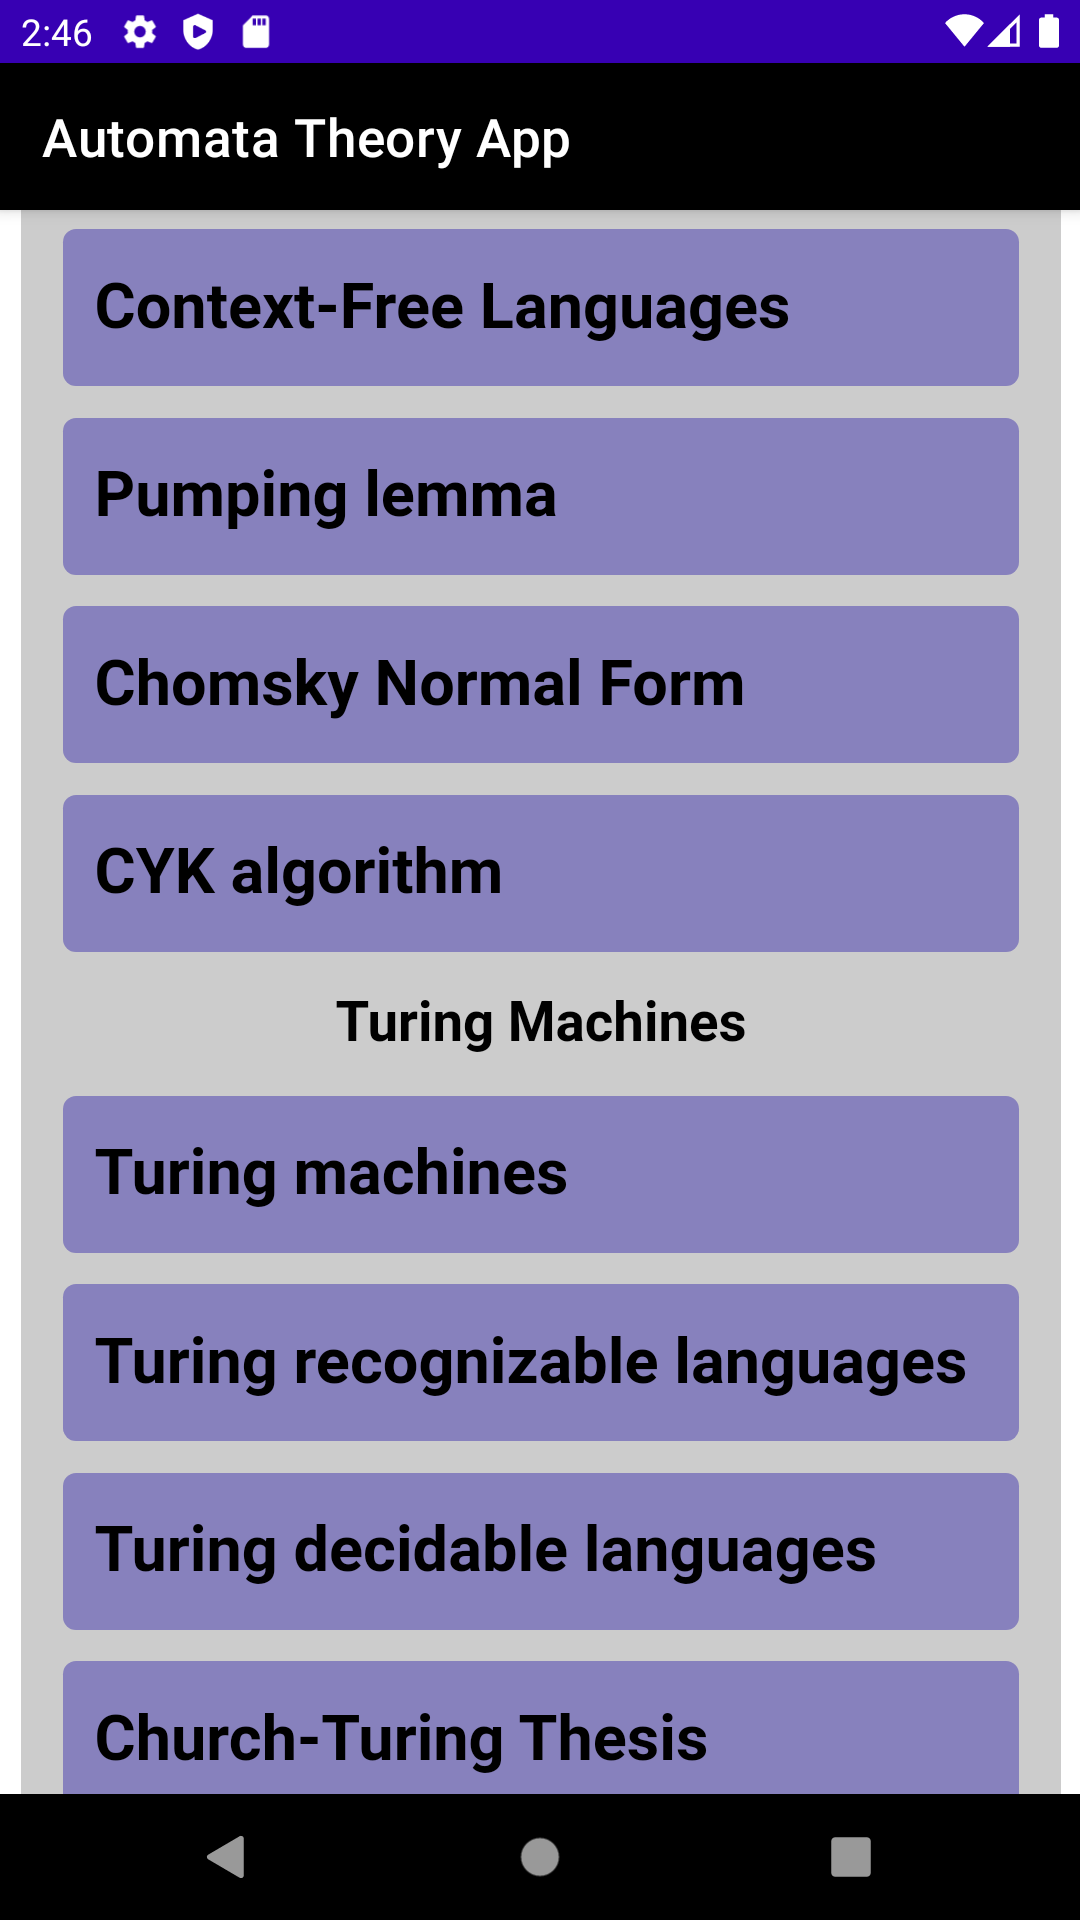 2:46
Automata Theory App
Context-Free Languages
Pumping lemma
Chomsky Normal Form
CYK algorithm
Turing Machines
Turing machines
Turing recognizable languages
Turing decidable languages
Church-Turing Thesis